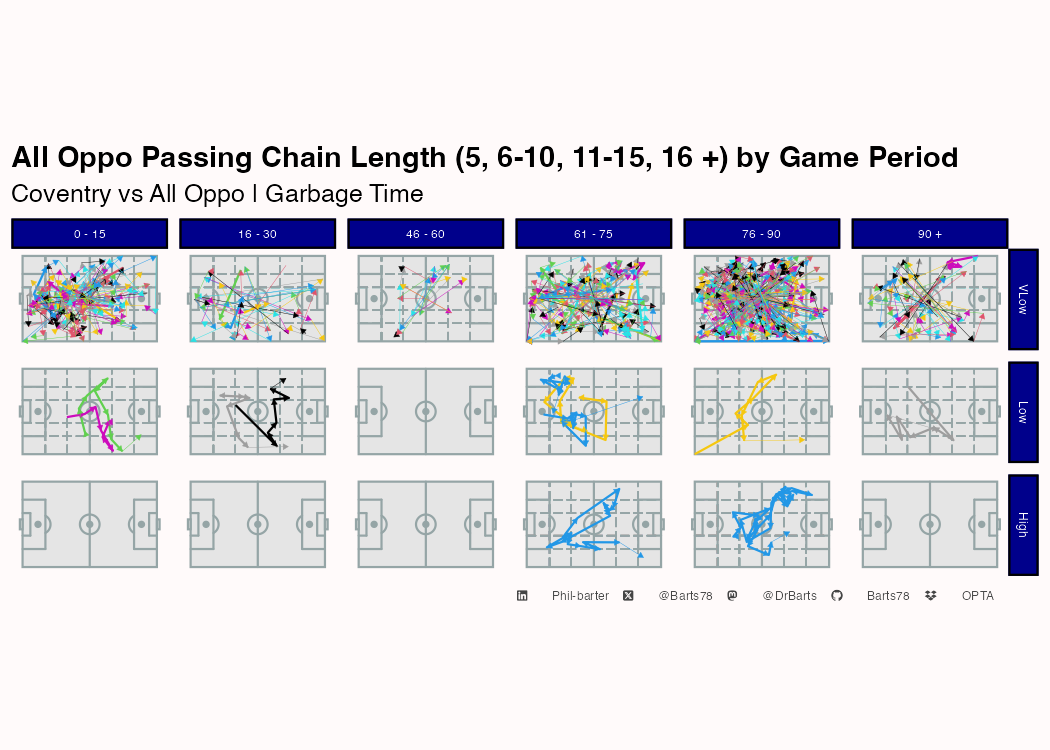 All Oppo Passing Chain Length (5, 6-10, 11-15, 16 +) by Game Period
Coventry vs All Oppo | Garbage Time
0 - 15
16 - 30
46 - 60
61 - 75
76 - 90
90 +
VLow
Low
High
Phil-barter @Barts78 @DrBarts Barts78 OPTA